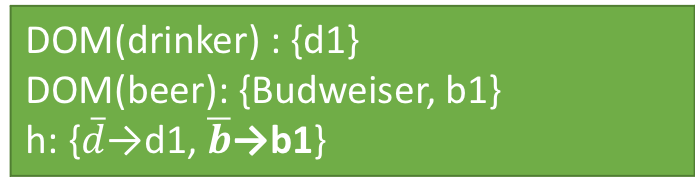 DOM(drinker) : {d1}
DOM(beer): {Budweiser, b1}
h: {d̅→d1, b̅→b1}